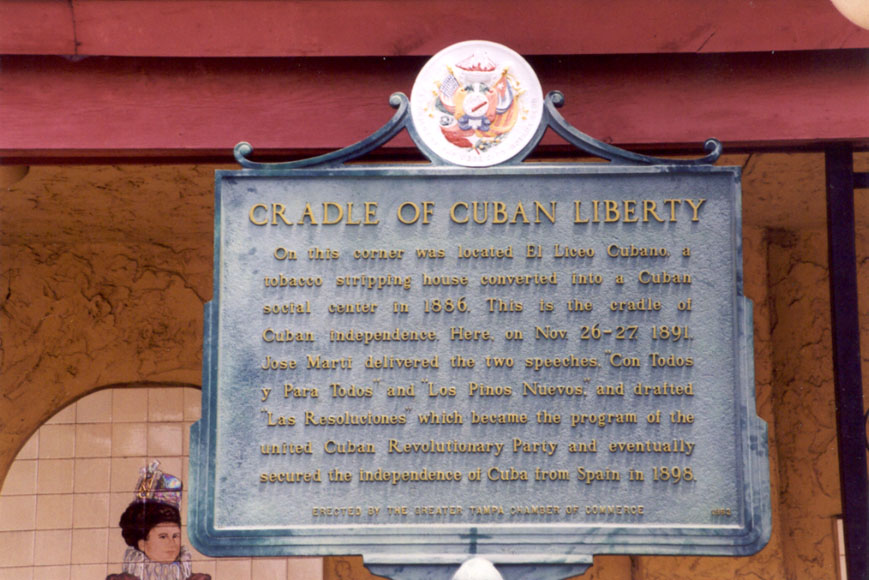 CRADLE OF CUBAN LIBERTY
On this corner was located El Liceo Cubano, a
tobacco stripping house converted into a Cuban
social center in 1886. This is the cradle of
Cuban independence. Here, on Nov. 26-27 1891,
Jose Marti delivered the two speeches, "Con Todos
y Para Todos" and "Los Pinos Nuevos," and drafted
"Las Resoluciones" which became the program of the
united Cuban Revolutionary Party and eventually
secured the independence of Cuba from Spain in 1898.
ERECTED BY THE GREATER TAMPA CHAMBER OF COMMERCE